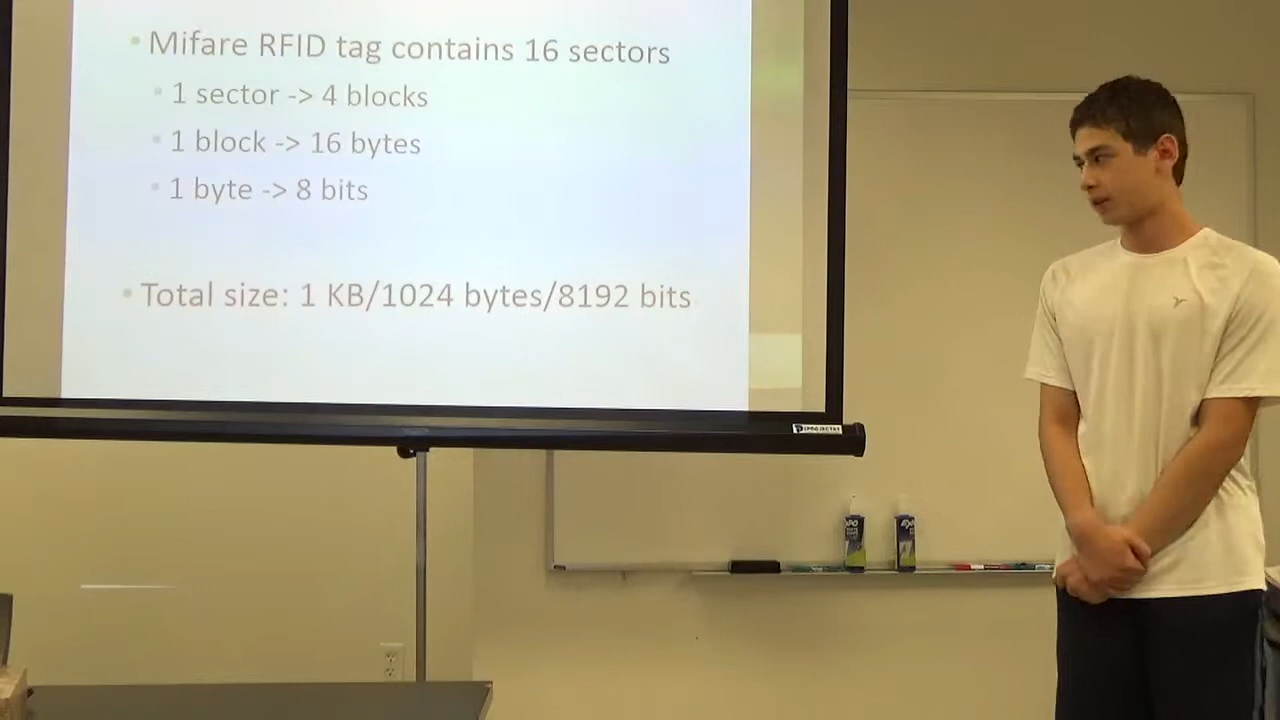 Mifare RFID tag contains 16 sectors
1 sector -> 4 blocks
1 block -> 16 bytes
1 byte -> 8 bits
Total size: 1 KB/1024 bytes/8192 bits
EXPO